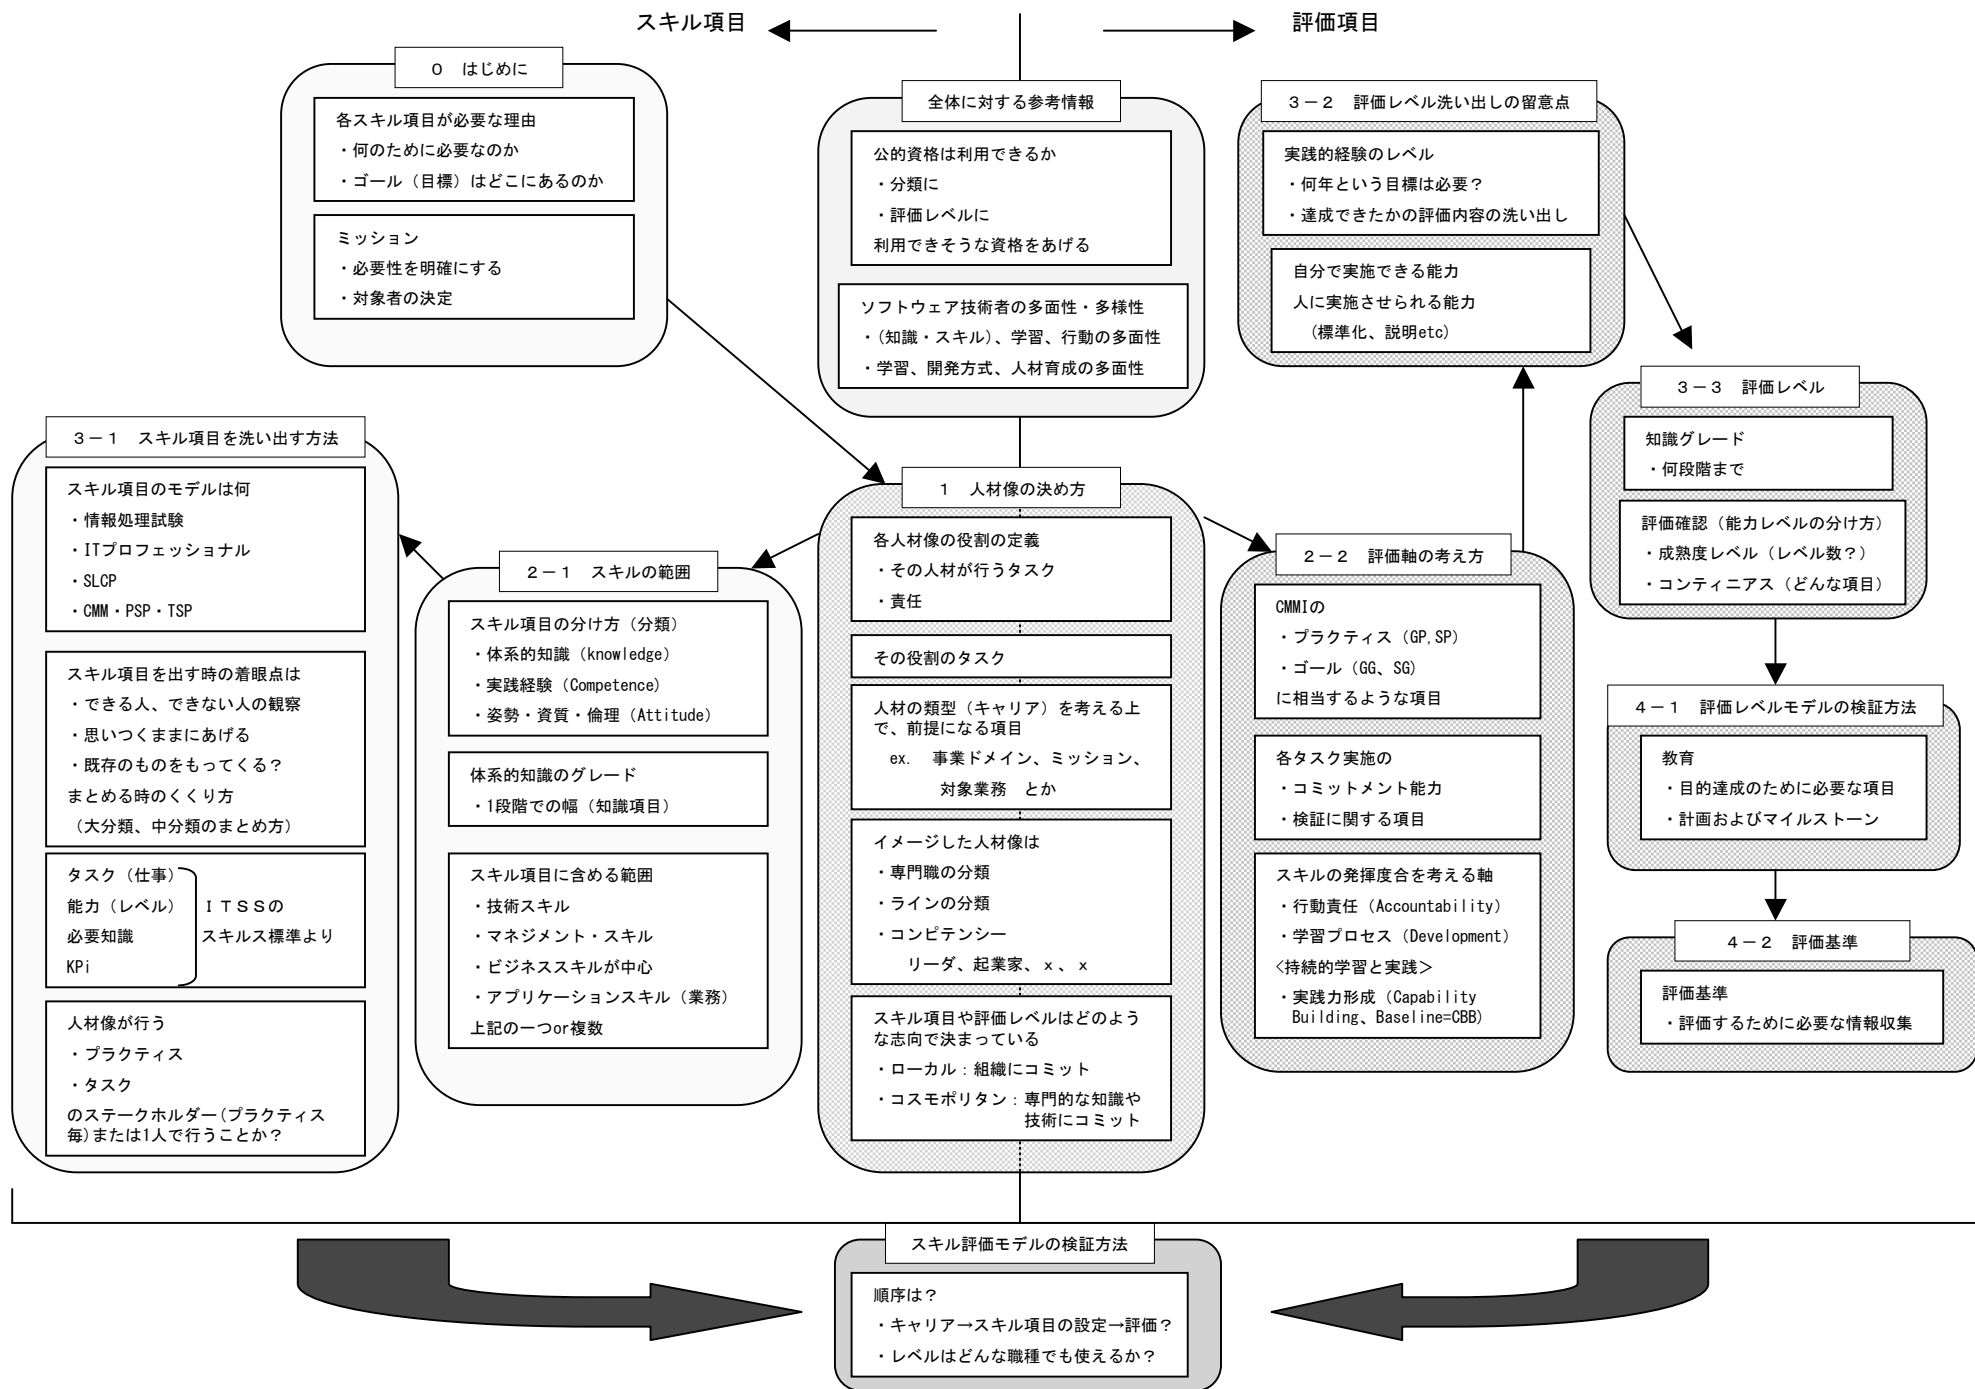 スキル項目
評価項目
０　はじめに
各スキル項目が必要な理由
・何のために必要なのか
・ゴール（目標）はどこにあるのか
ミッション
・必要性を明確にする
・対象者の決定
全体に対する参考情報
公的資格は利用できるか
・分類に
・評価レベルに
利用できそうな資格をあげる
ソフトウェア技術者の多面性・多様性
・(知識・スキル)、学習、行動の多面性
・学習、開発方式、人材育成の多面性
３－２　評価レベル洗い出しの留意点
実践的経験のレベル
・何年という目標は必要？
・達成できたかの評価内容の洗い出し
自分で実施できる能力
人に実施させられる能力
（標準化、説明etc)
３－３　評価レベル
知識グレード
・何段階まで
評価確認（能力レベルの分け方）
・成熟度レベル（レベル数？）
・コンティニアス（どんな項目）
３－１　スキル項目を洗い出す方法
スキル項目のモデルは何
・情報処理試験
・ITプロフェッショナル
・SLCP
・CMM・PSP・TSP
スキル項目を出す時の着眼点は
・できる人、できない人の観察
・思いつくままにあげる
・既存のものをもってくる？
まとめる時のくくり方
（大分類、中分類のまとめ方）
タスク（仕事）
能力（レベル）
必要知識
KPi
ＩＴＳＳの
スキルス標準より
人材像が行う
・プラクティス
・タスク
のステークホルダー(プラクティス
毎)または1人で行うことか？
２－１　スキルの範囲
スキル項目の分け方（分類）
・体系的知識（knowledge）
・実践経験（Competence）
・姿勢・資質・倫理（Attitude）
体系的知識のグレード
・1段階での幅（知識項目）
スキル項目に含める範囲
・技術スキル
・マネジメント・スキル
・ビジネススキルが中心
・アプリケーションスキル（業務）
上記の一つor複数
１　人材像の決め方
各人材像の役割の定義
・その人材が行うタスク
・責任
その役割のタスク
人材の類型（キャリア）を考える上
で、前提になる項目
ex.　事業ドメイン、ミッション、
対象業務　とか
イメージした人材像は
・専門職の分類
・ラインの分類
・コンピテンシー
リーダ、起業家、ｘ、ｘ
スキル項目や評価レベルはどのよう
な志向で決まっている
・ローカル：組織にコミット
・コスモポリタン：専門的な知識や
技術にコミット
２－２　評価軸の考え方
CMMIの
・プラクティス（GP,SP）
・ゴール（GG、SG）
に相当するような項目
各タスク実施の
・コミットメント能力
・検証に関する項目
スキルの発揮度合を考える軸
・行動責任（Accountability）
・学習プロセス（Development）
＜持続的学習と実践＞
・実践力形成（Capability
Building、Baseline=CBB）
４－１　評価レベルモデルの検証方法
教育
・目的達成のために必要な項目
・計画およびマイルストーン
４－２　評価基準
評価基準
・評価するために必要な情報収集
スキル評価モデルの検証方法
順序は？
・キャリア→スキル項目の設定→評価？
・レベルはどんな職種でも使えるか？